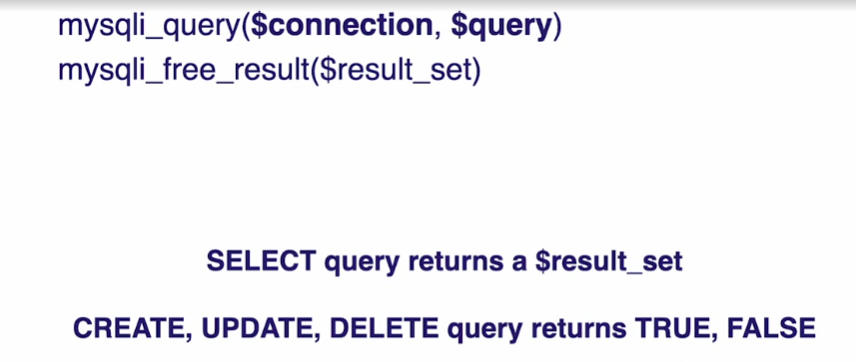 mysqli_query($connection, $query)
mysqli_free_result($result_set)
SELECT query returns a $result_set
CREATE, UPDATE, DELETE query returns TRUE, FALSE